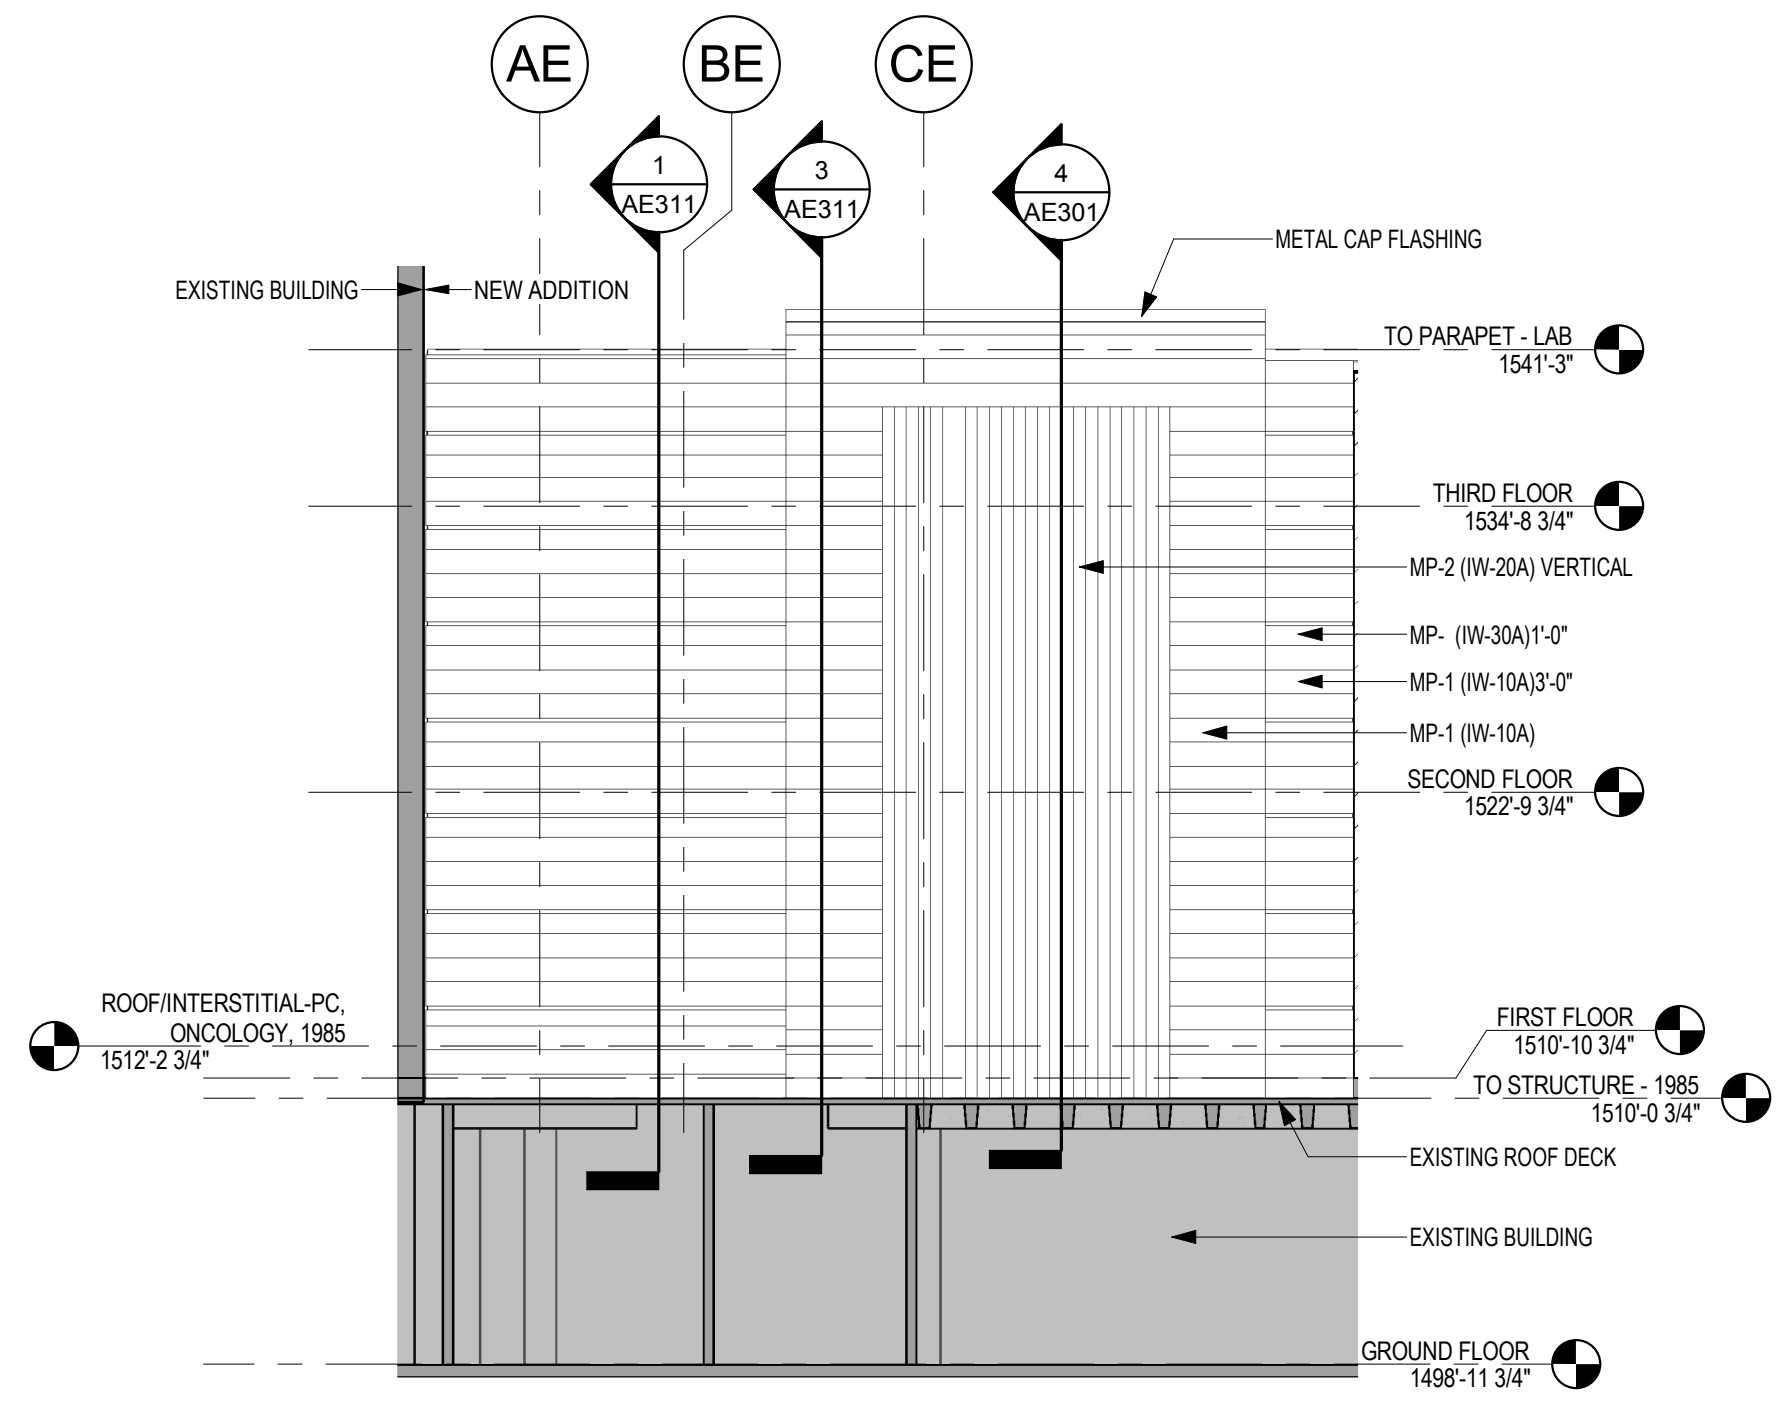 AE
BE
CE
1
AE311
3
AE311
4
AE301
METAL CAP FLASHING
EXISTING BUILDING
NEW ADDITION
TO PARAPET - LAB
1541'-3"
THIRD FLOOR
1534'-8 3/4"
MP-2 (IW-20A) VERTICAL
MP- (IW-30A)1'-0"
MP-1 (IW-10A)3'-0"
MP-1 (IW-10A)
SECOND FLOOR
1522'-9 3/4"
ROOF/INTERSTITIAL-PC,
ONCOLOGY, 1985
1512'-2 3/4"
FIRST FLOOR
1510'-10 3/4"
TO STRUCTURE - 1985
1510'-0 3/4"
EXISTING ROOF DECK
EXISTING BUILDING
GROUND FLOOR
1498'-11 3/4"